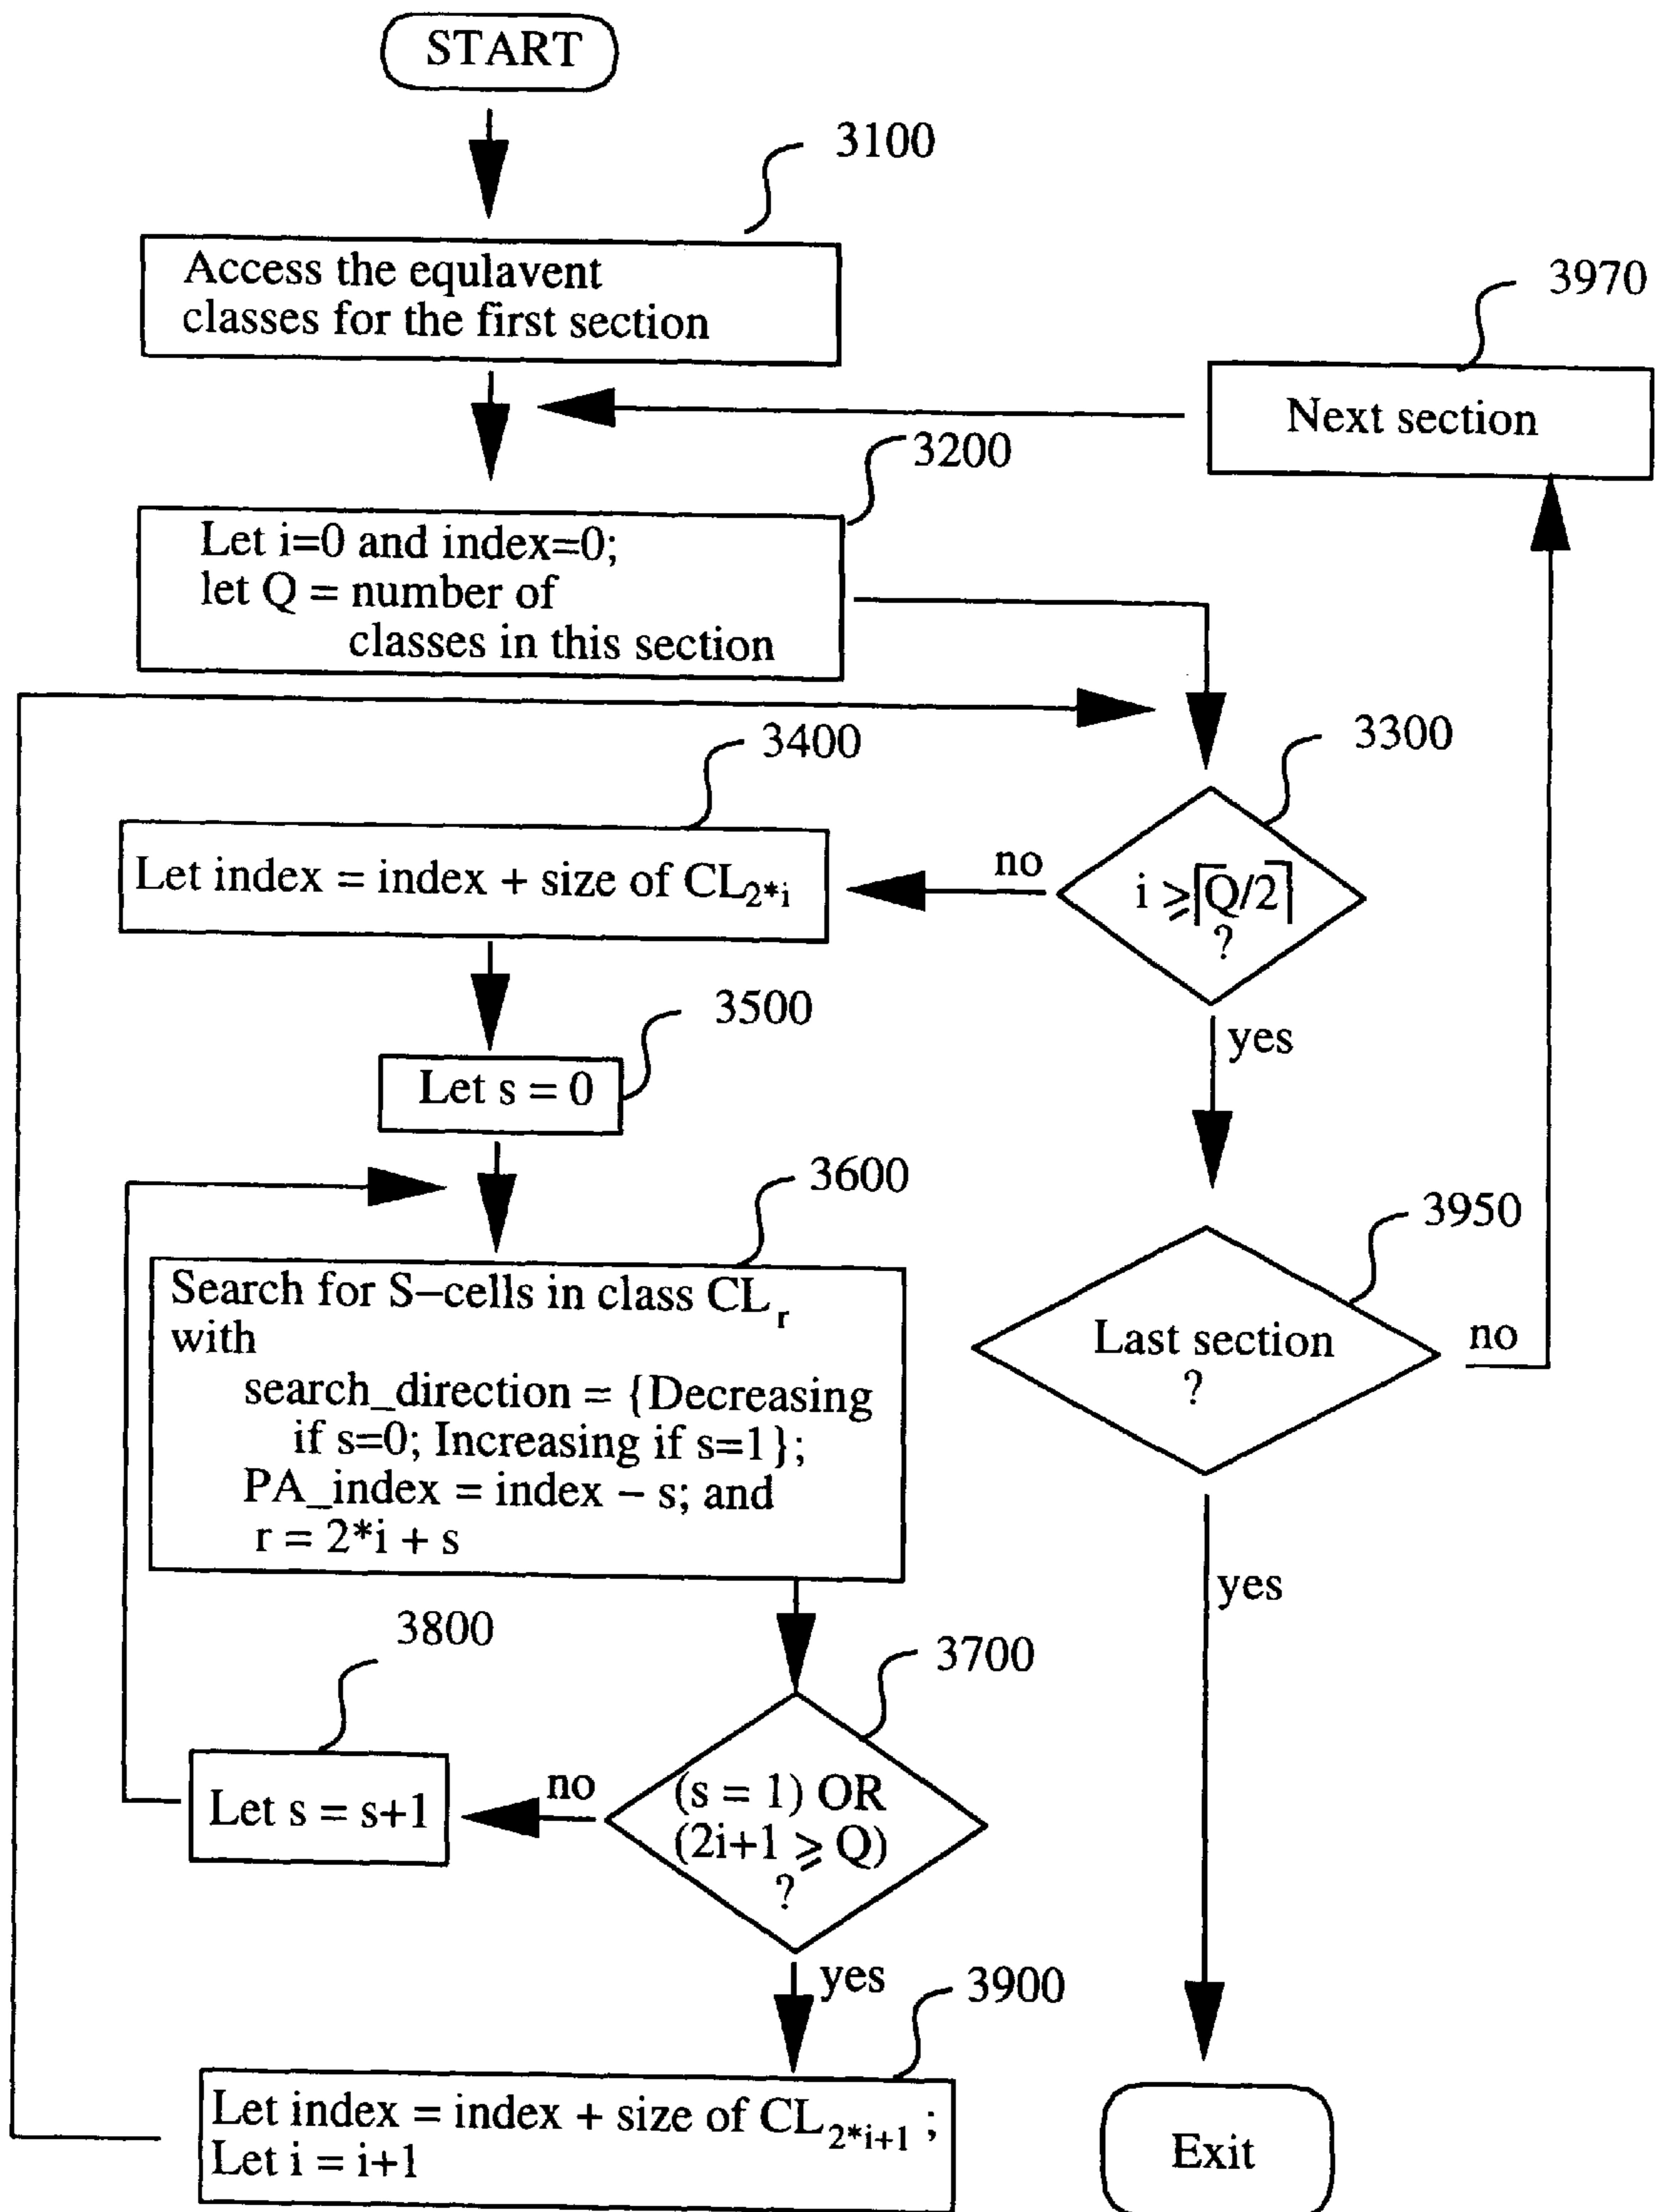 START
3100
Access the equlavent
classes for the first section
3970
Next section
3200
Let i=0 and index=0;
let Q = number of
classes in this section
3400
3300
Let index = index + size of CL2*i
no
i ⩾ ⌈Q/2⌉
?
3500
yes
Let s = 0
3600
3950
Search for S–cells in class CLr
with
search_direction = {Decreasing
if s=0; Increasing if s=1};
PA_index = index – s; and
r = 2*i + s
Last section
?
no
yes
3800
3700
Let s = s+1
no
(s = 1) OR
(2i+1 ⩾ Q)
?
yes
3900
Let index = index + size of CL2*i+1 ;
Let i = i+1
Exit